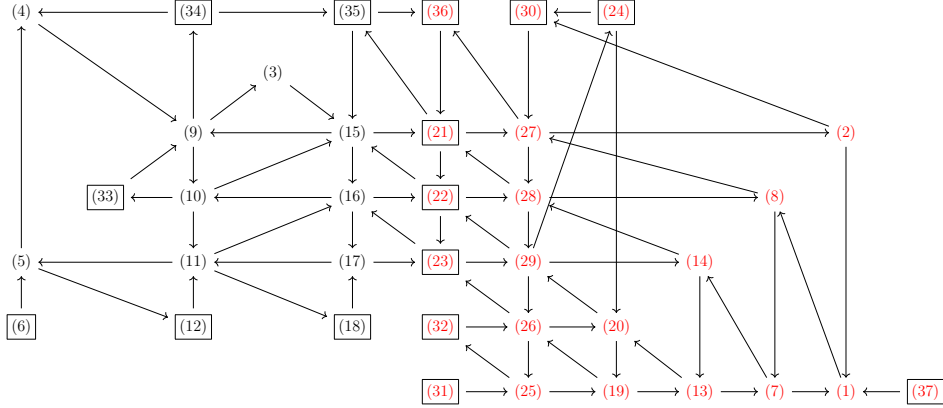 (4) (34) (35) (36) (30) (24)
(3)
(9) (15) (21) (27) (2)
(33) (10) (16) (22) (28) (8)
(5) (11) (17) (23) (29) (14)
(6) (12) (18) (32) (26) (20)
(31) (25) (19) (13) (7) (1) (37)